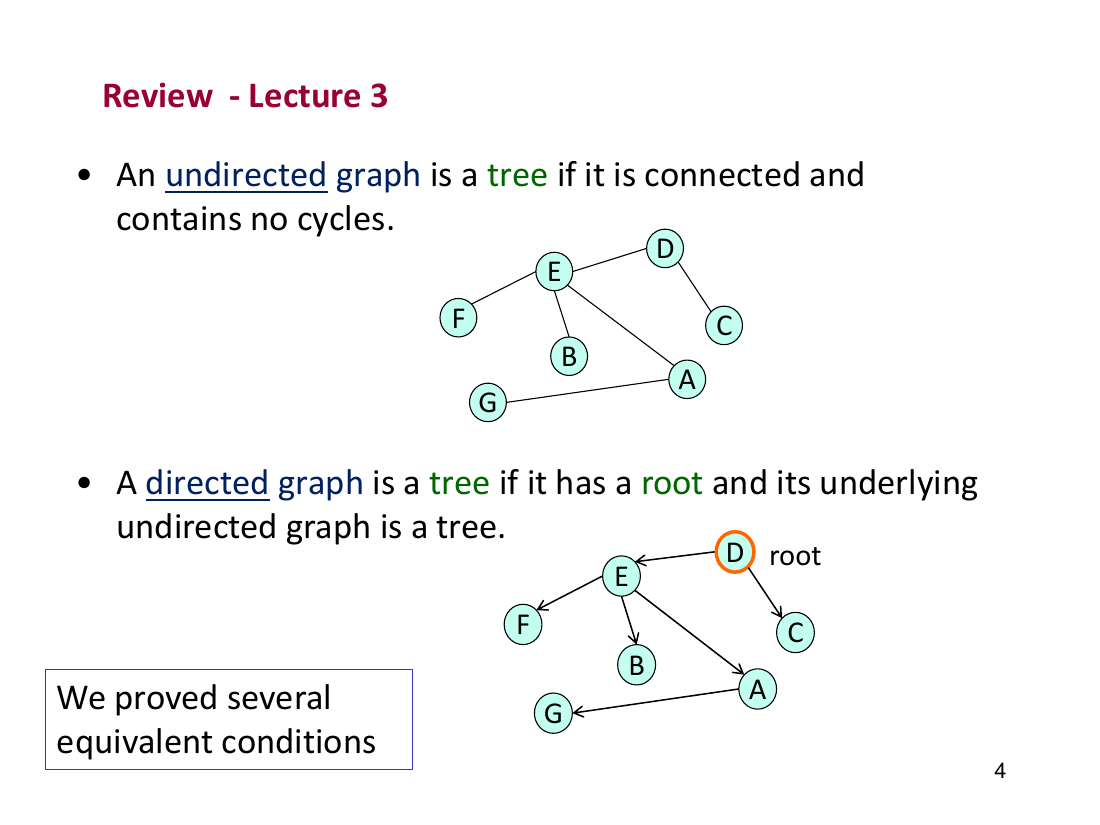 Review - Lecture 3
• An undirected graph is a tree if it is connected and
contains no cycles.
D
E
F
C
B
A
G
• A directed graph is a tree if it has a root and its underlying
undirected graph is a tree.
D root
E
F
C
B
A
G
We proved several
equivalent conditions
4